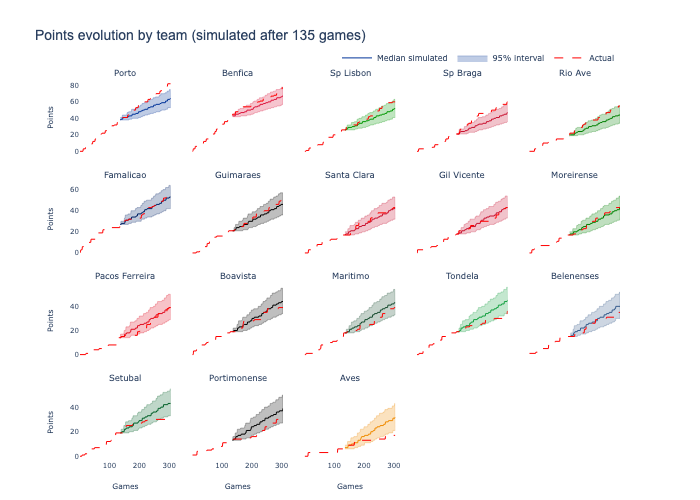 Points evolution by team (simulated after 135 games)
Median simulated 95% interval Actual
Porto Benfica Sp Lisbon Sp Braga Rio Ave
80
60
40
20
0
Points
Famalicao Guimaraes Santa Clara Gil Vicente Moreirense
60
40
20
0
Points
Pacos Ferreira Boavista Maritimo Tondela Belenenses
40
20
0
Points
Setubal Portimonense Aves
40
20
0
Points
100 200 300 100 200 300 100 200 300
Games Games Games